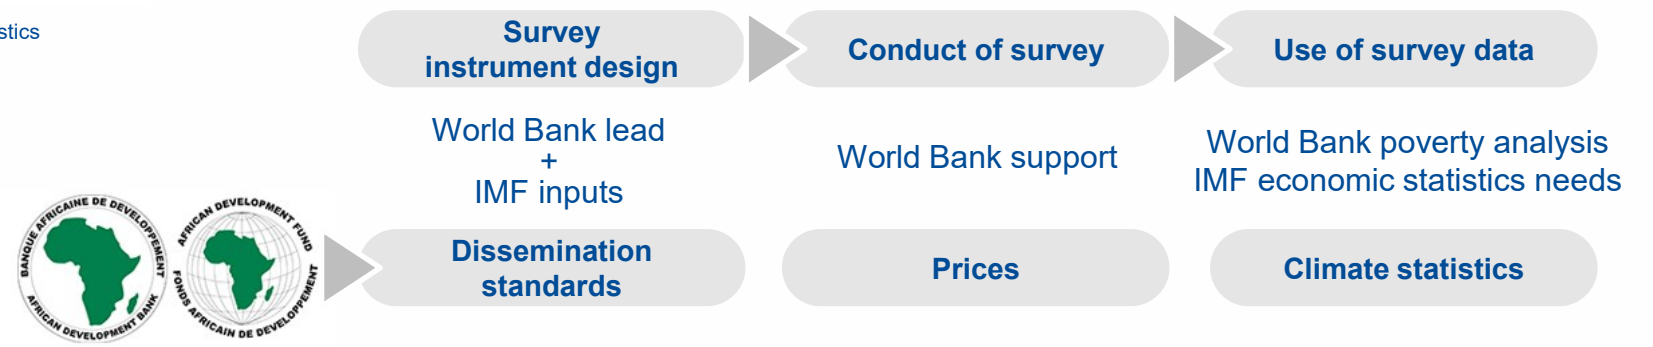 stics
Survey
instrument design
Conduct of survey
Use of survey data
World Bank lead
+
IMF inputs
World Bank support
World Bank poverty analysis
IMF economic statistics needs
BANQUE AFRICAINE DE DEVELOPPEMENT
AFRICAN DEVELOPMENT BANK
AFRICAN DEVELOPMENT FUND
FONDS AFRICAIN DE DEVELOPPEMENT
Dissemination
standards
Prices
Climate statistics